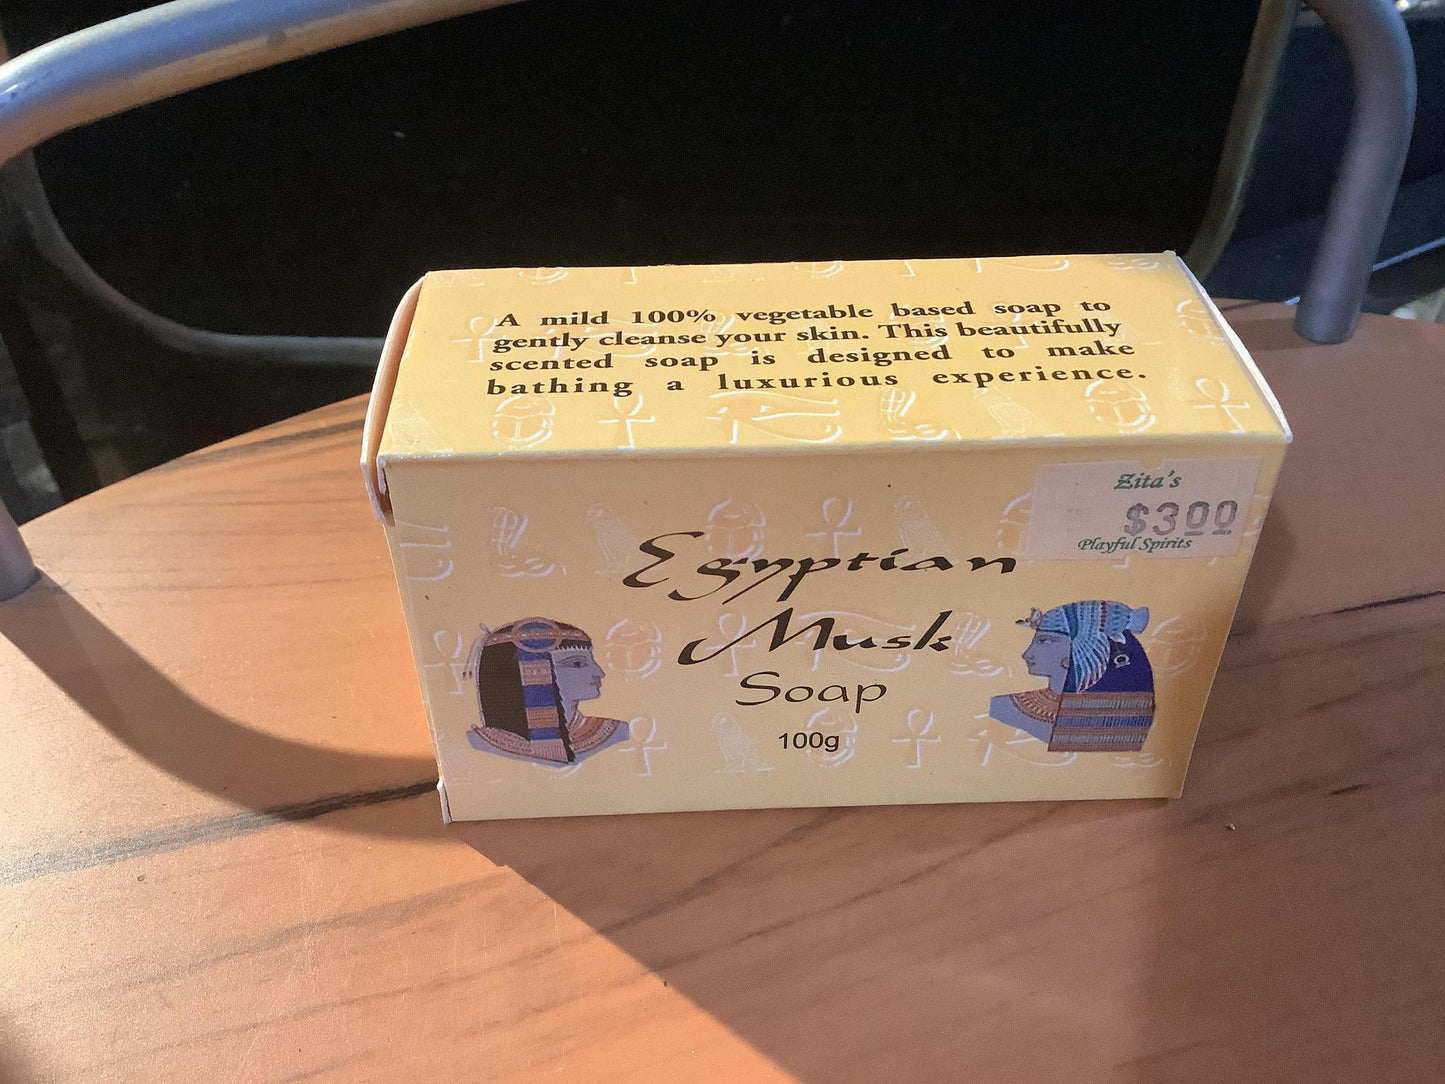 A mild 100% vegetable based soap to
gently cleanse your skin. This beautifully
scented soap is designed to make
bathing a luxurious experience.
Zita's
$3.00
Playful Spirits
Egyptian
Musk
Soap
100g